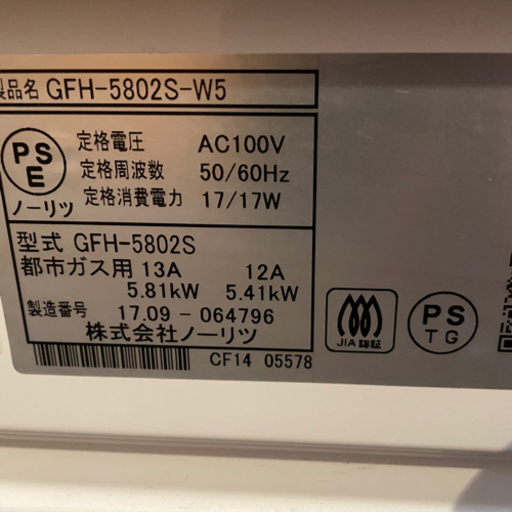 製品名 GFH-5802S-W5
PS
E
ノーリツ
定格電圧 AC100V
定格周波数 50/60Hz
定格消費電力 17/17W
型式 GFH-5802S
都市ガス用 13A 12A
5.81kW 5.41kW
製造番号 17.09-064796
株式会社ノーリツ
CF14 05578
JIA 認証
PS
TG